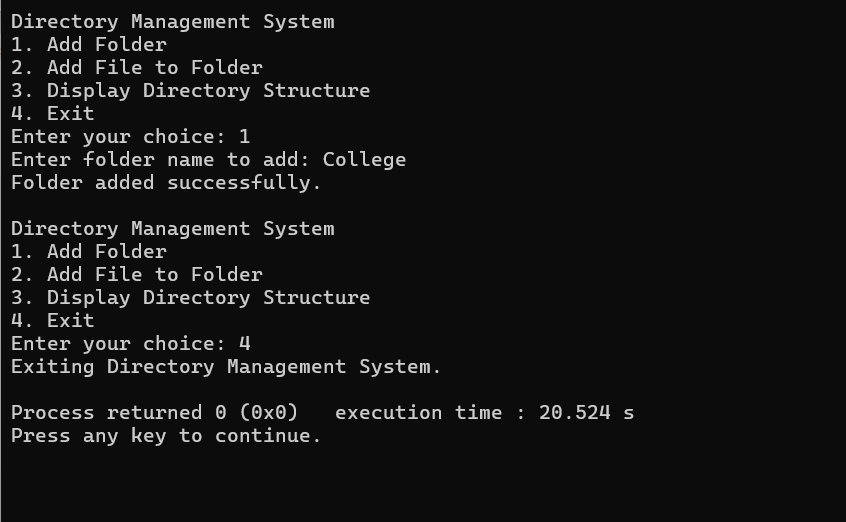 Directory Management System
1. Add Folder
2. Add File to Folder
3. Display Directory Structure
4. Exit
Enter your choice: 1
Enter folder name to add: College
Folder added successfully.

Directory Management System
1. Add Folder
2. Add File to Folder
3. Display Directory Structure
4. Exit
Enter your choice: 4
Exiting Directory Management System.

Process returned 0 (0x0)   execution time : 20.524 s
Press any key to continue.